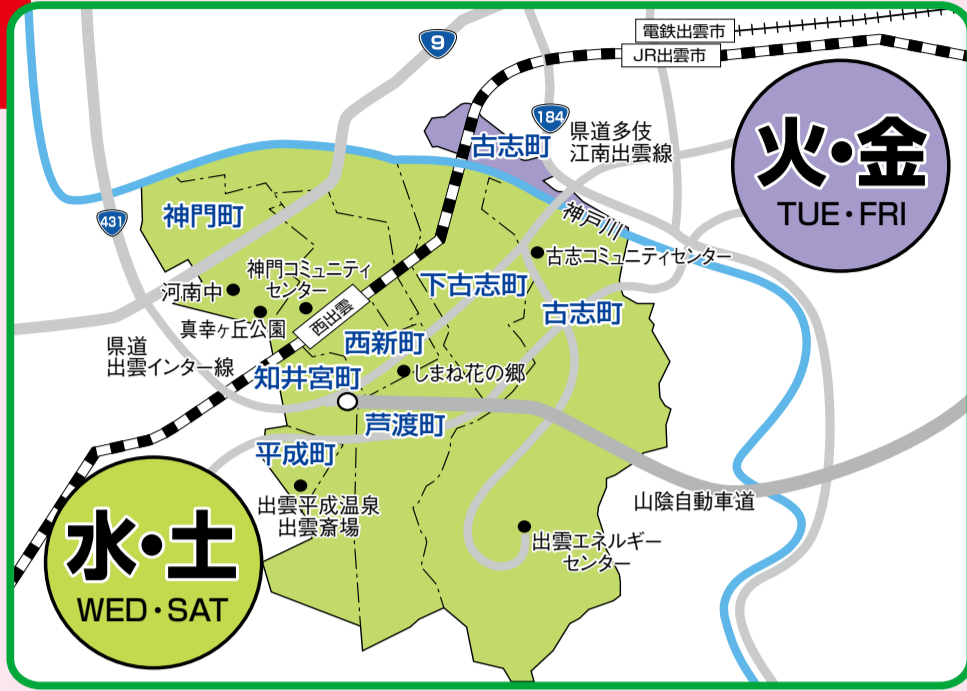 電鉄出雲市
JR出雲市
9
184
県道多伎
江南出雲線
古志町
火・金
TUE・FRI
神戸川
431
神門町
古志コミュニティセンター
神門コミュニティ
センター
河南中
下古志町
古志町
真幸ヶ丘公園
西出雲
県道
出雲インター線
西新町
知井宮町
しまね花の郷
芦渡町
平成町
出雲平成温泉
出雲斎場
山陰自動車道
水・土
WED・SAT
出雲エネルギー
センター